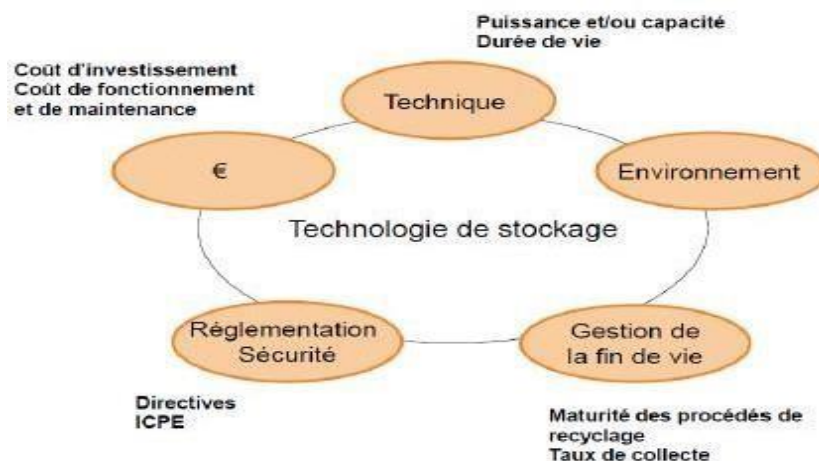 Puissance et/ou capacité
Durée de vie
Coût d'investissement
Coût de fonctionnement
et de maintenance
Technique
€
Environnement
Technologie de stockage
Réglementation
Sécurité
Gestion de
la fin de vie
Directives
ICPE
Maturité des procédés de
recyclage
Taux de collecte